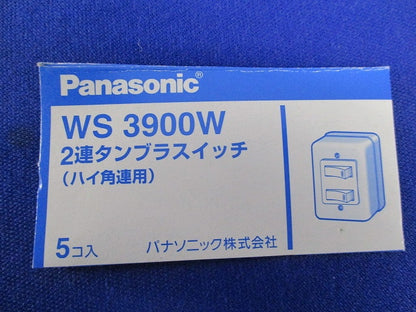 Panasonic®
WS 3900W
2連タンブラスイッチ
(ハイ角連用)
5コ入
パナソニック株式会社